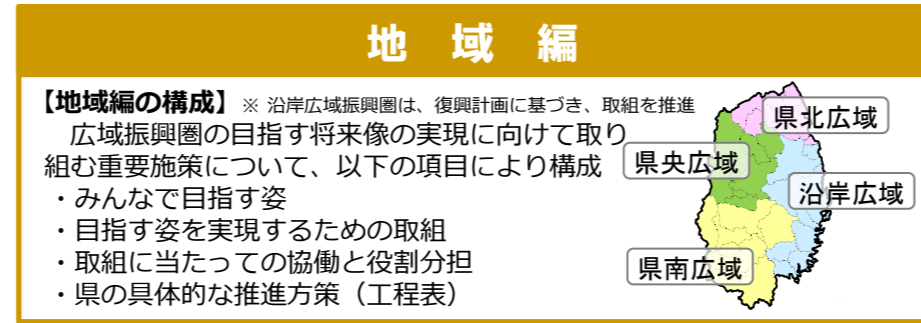 地 域 編
【地域編の構成】 ※ 沿岸広域振興圏は、復興計画に基づき、取組を推進
広域振興圏の目指す将来像の実現に向けて取り
組む重要施策について、以下の項目により構成
・みんなで目指す姿
・目指す姿を実現するための取組
・取組に当たっての協働と役割分担
・県の具体的な推進方策（工程表）
県北広域
県央広域
沿岸広域
県南広域